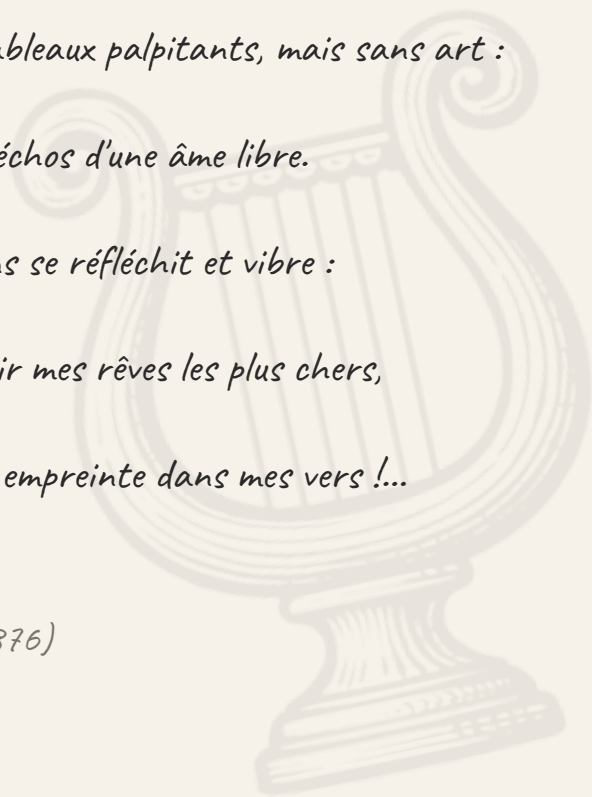 ableaux palpitants, mais sans art :
échos d'une âme libre.
se réfléchit et vibre :
mes rêves les plus chers,
empreinte dans mes vers !...
876)